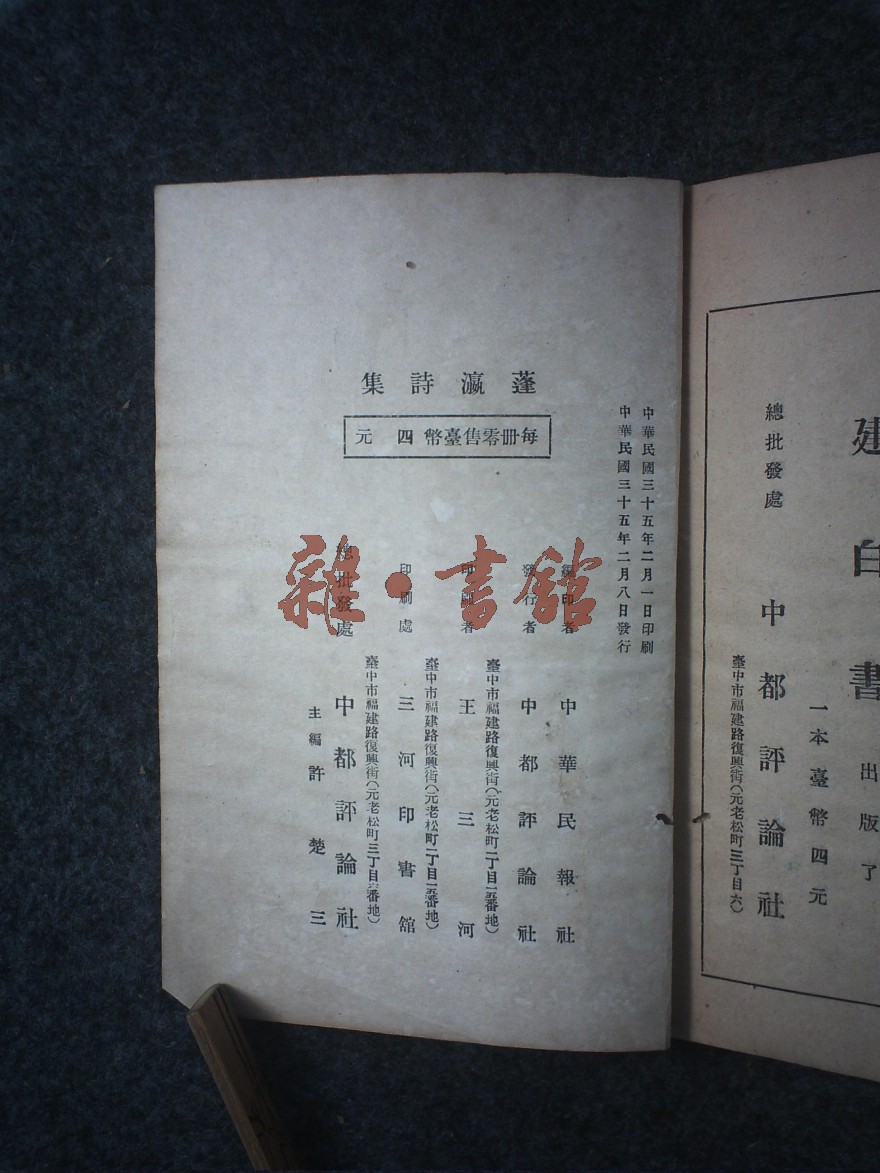 建白書 出版了
一本臺幣四元
總批發處 中都評論社
臺中市福建路復興街(元老松町三丁目六)
蓬瀛詩集
每冊零售臺幣四元
中華民國三十五年二月一日印刷
中華民國三十五年二月八日發行
編印者 中華民報社
發行者 中都評論社
臺中市福建路復興街(元老松町二丁目一五番地)
印刷者 王三河
臺中市福建路復興街(元老松町二丁目一五番地)
印刷處 三河印書館
臺中市福建路復興街(元老松町三丁目六番地)
總批發處 中都評論社
主編 許楚三
雜·書館